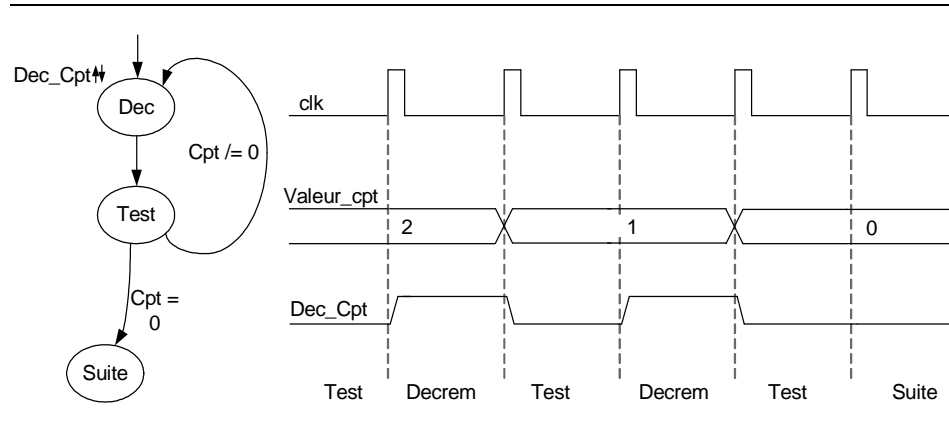 Dec_Cpt
Dec
Cpt /= 0
Test
Cpt =
0
Suite
clk
Valeur_cpt
2
1
0
Dec_Cpt
Test
Decrem
Test
Decrem
Test
Suite